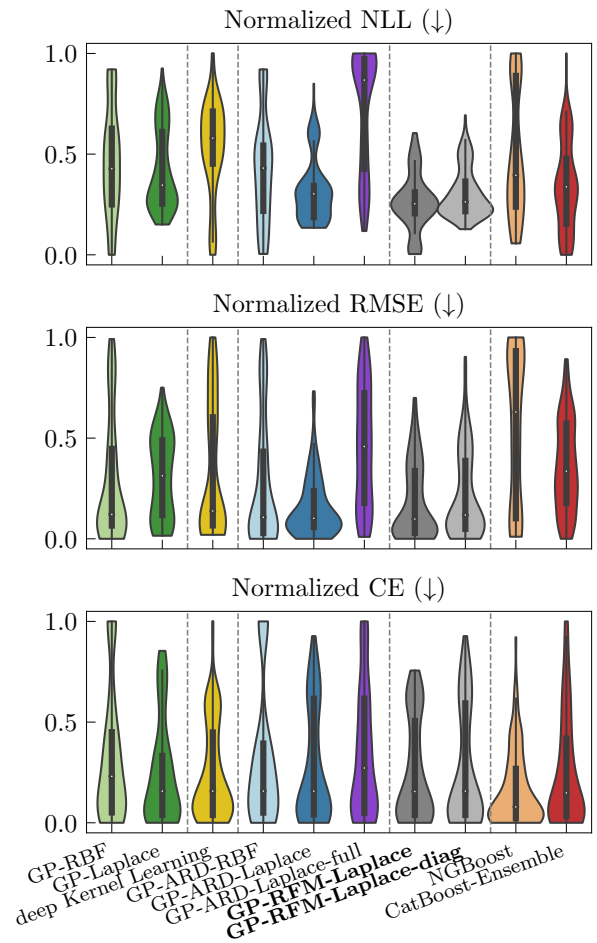 Normalized NLL (↓)
1.0
0.5
0.0
Normalized RMSE (↓)
1.0
0.5
0.0
Normalized CE (↓)
1.0
0.5
0.0
GP-RBF
GP-Laplace
deep Kernel Learning
GP-ARD-RBF
GP-ARD-Laplace
GP-ARD-Laplace-full
GP-RFM-Laplace
GP-RFM-Laplace-diag
NGBoost
CatBoost-Ensemble